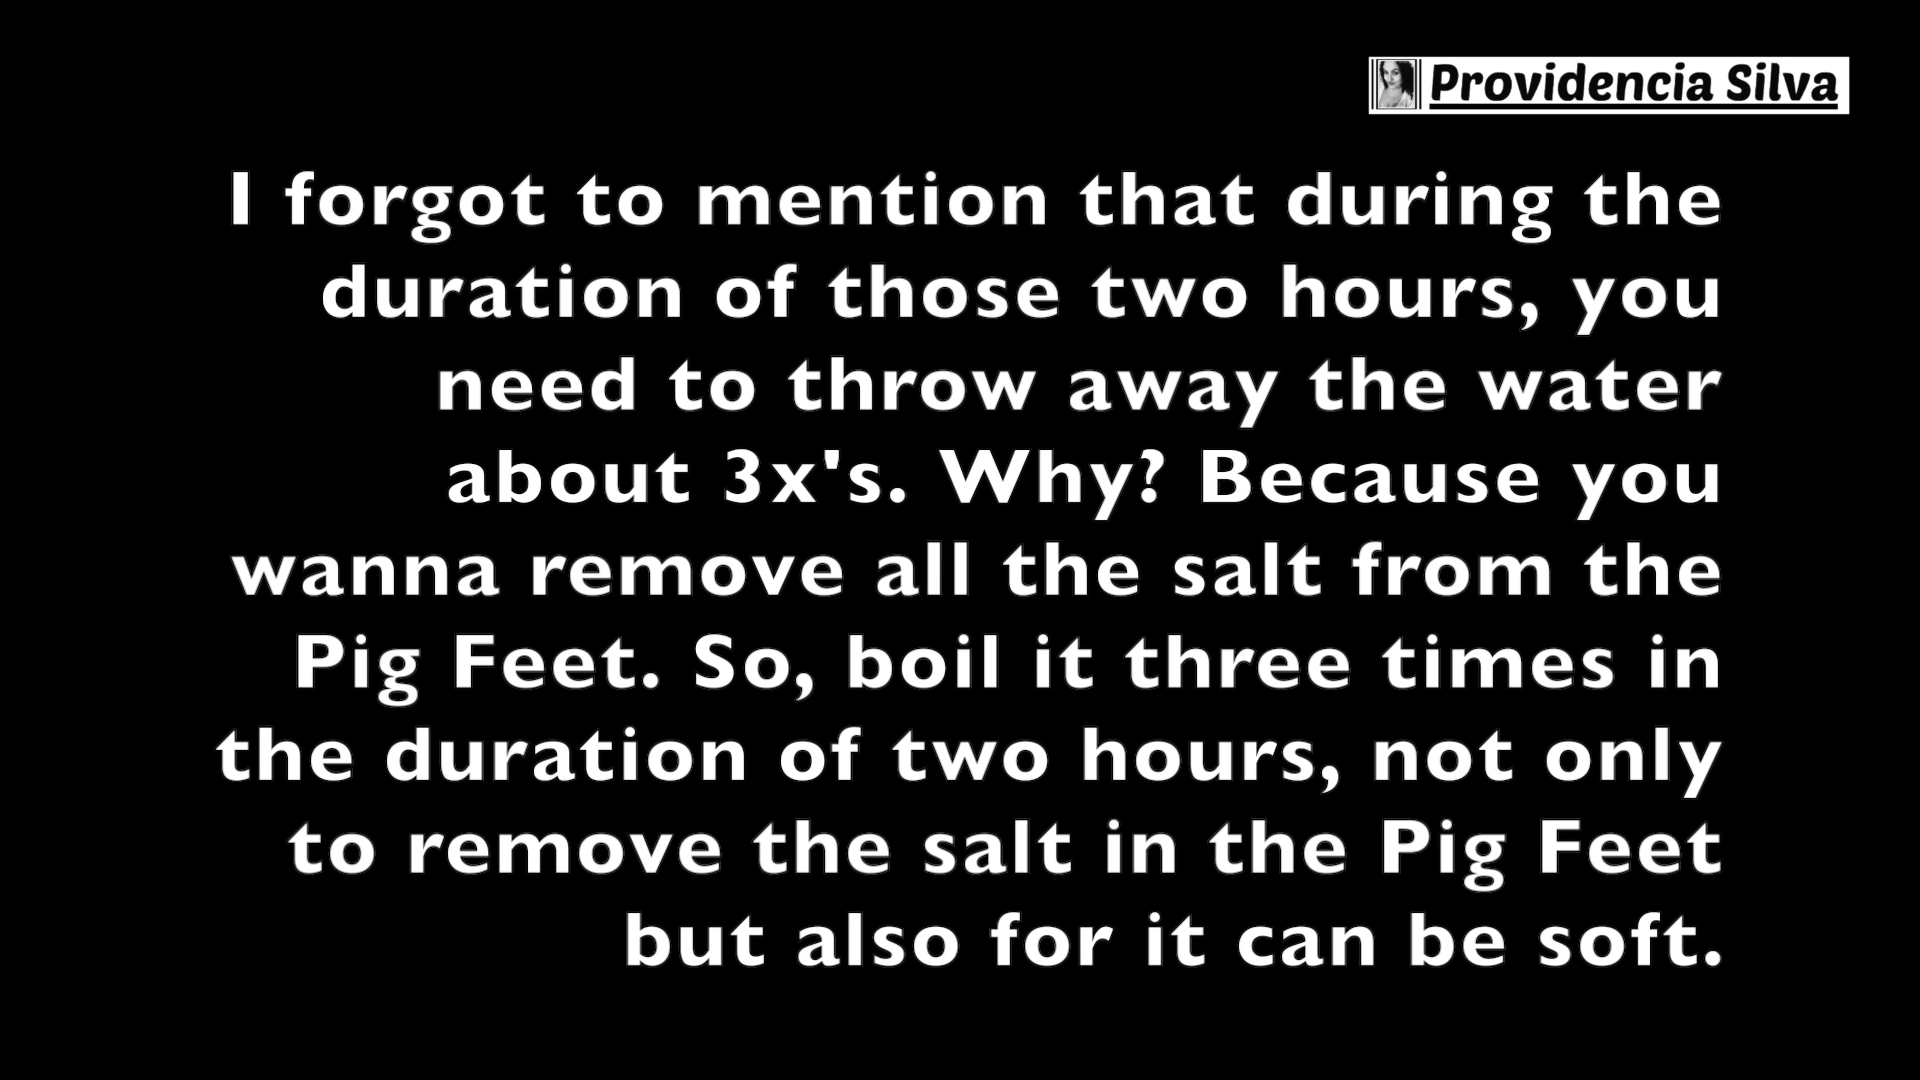 Providencia Silva
I forgot to mention that during the
duration of those two hours, you
need to throw away the water
about 3x's. Why? Because you
wanna remove all the salt from the
Pig Feet. So, boil it three times in
the duration of two hours, not only
to remove the salt in the Pig Feet
but also for it can be soft.